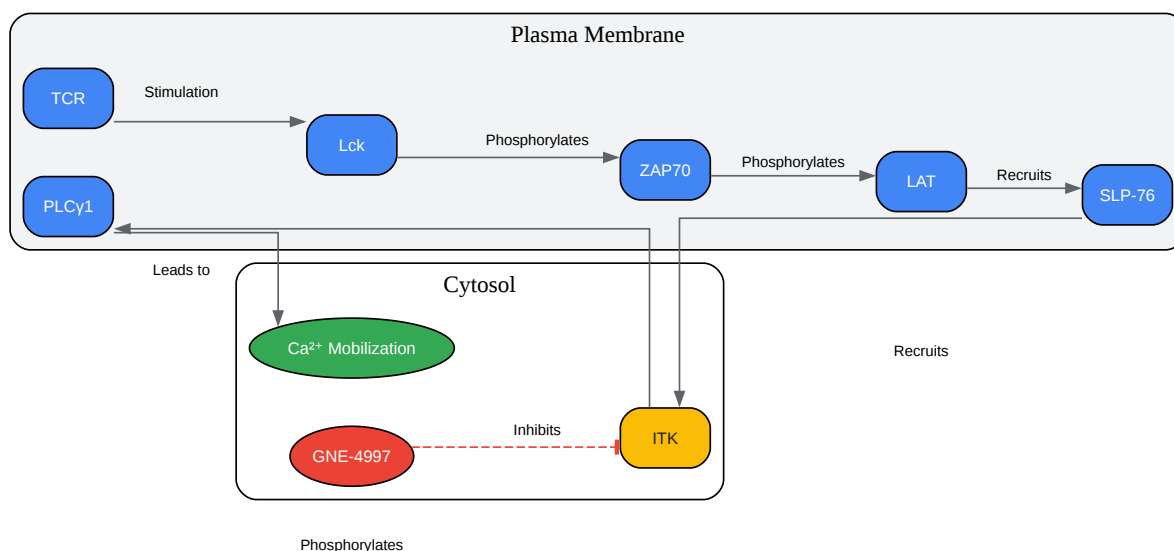 Plasma Membrane
TCR
Stimulation
Lck
Phosphorylates
ZAP70
Phosphorylates
LAT
Recruits
SLP-76
PLCγ1
Leads to
Cytosol
Ca²⁺ Mobilization
Recruits
GNE-4997
Inhibits
ITK
Phosphorylates